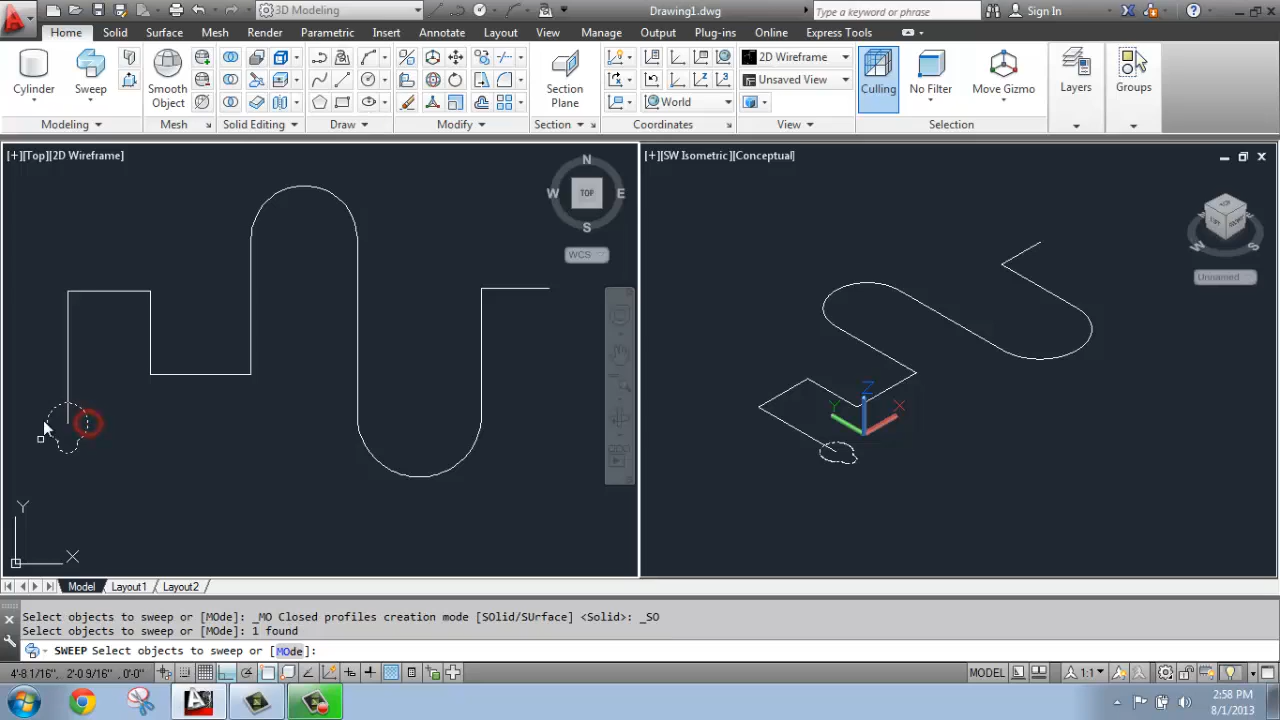 3D Modeling
Drawing1.dwg
Type a keyword or phrase
Sign In
Home Solid Surface Mesh Render Parametric Insert Annotate Layout View Manage Output Plug-ins Online Express Tools
Cylinder
Sweep
Smooth
Object
Section
Plane
2D Wireframe
Unsaved View
World
Culling
No Filter
Move Gizmo
Layers
Groups
Modeling
Mesh
Solid Editing
Draw
Modify
Section
Coordinates
View
Selection
[+][Top][2D Wireframe]
[+][SW Isometric][Conceptual]
N
W TOP E
S
WCS
TOP
W S
Unnamed
Z
Y X
Y
X
Model Layout1 Layout2
Select objects to sweep or [MOde]: _MO Closed profiles creation mode [SOlid/SUrface] <Solid>: _SO
Select objects to sweep or [MOde]: 1 found
SWEEP Select objects to sweep or [MOde]:
4'-8 1/16", 2'-0 9/16" , 0'-0"
MODEL
1:1
2:58 PM
8/1/2013